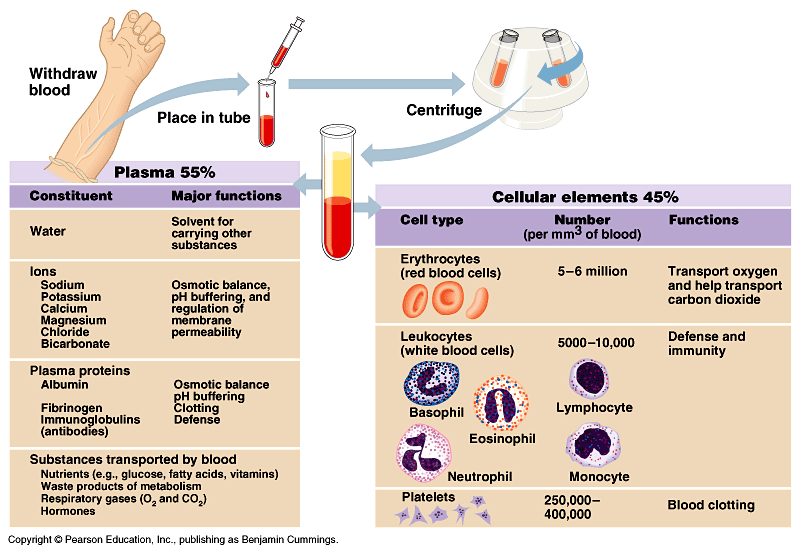 Withdraw
blood
Place in tube
Centrifuge
Plasma 55%
Constituent Major functions
Water
Solvent for
carrying other
substances
Ions
Sodium
Potassium
Calcium
Magnesium
Chloride
Bicarbonate
Osmotic balance,
pH buffering, and
regulation of
membrane
permeability
Plasma proteins
Albumin
Fibrinogen
Immunoglobulins
(antibodies)
Osmotic balance
pH buffering
Clotting
Defense
Substances transported by blood
Nutrients (e.g., glucose, fatty acids, vitamins)
Waste products of metabolism
Respiratory gases (O₂ and CO₂)
Hormones
Cellular elements 45%
Cell type Number Functions
(per mm³ of blood)
Erythrocytes
(red blood cells)
5–6 million
Transport oxygen
and help transport
carbon dioxide
Leukocytes
(white blood cells)
5000–10,000
Defense and
immunity
Basophil
Eosinophil
Lymphocyte
Neutrophil
Monocyte
Platelets
250,000–
400,000
Blood clotting
Copyright © Pearson Education, Inc., publishing as Benjamin Cummings.